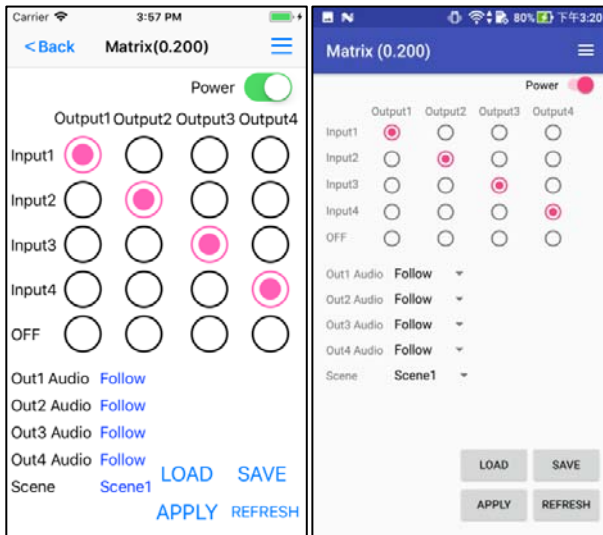 Carrier 3:57 PM
< Back Matrix(0.200)
Power
Output1 Output2 Output3 Output4
Input1
Input2
Input3
Input4
OFF
Out1 Audio Follow
Out2 Audio Follow
Out3 Audio Follow
Out4 Audio Follow
Scene Scene1
LOAD SAVE
APPLY REFRESH
N 80% 下午3:20
Matrix (0.200)
Power
Output1 Output2 Output3 Output4
Input1
Input2
Input3
Input4
OFF
Out1 Audio Follow
Out2 Audio Follow
Out3 Audio Follow
Out4 Audio Follow
Scene Scene1
LOAD SAVE
APPLY REFRESH